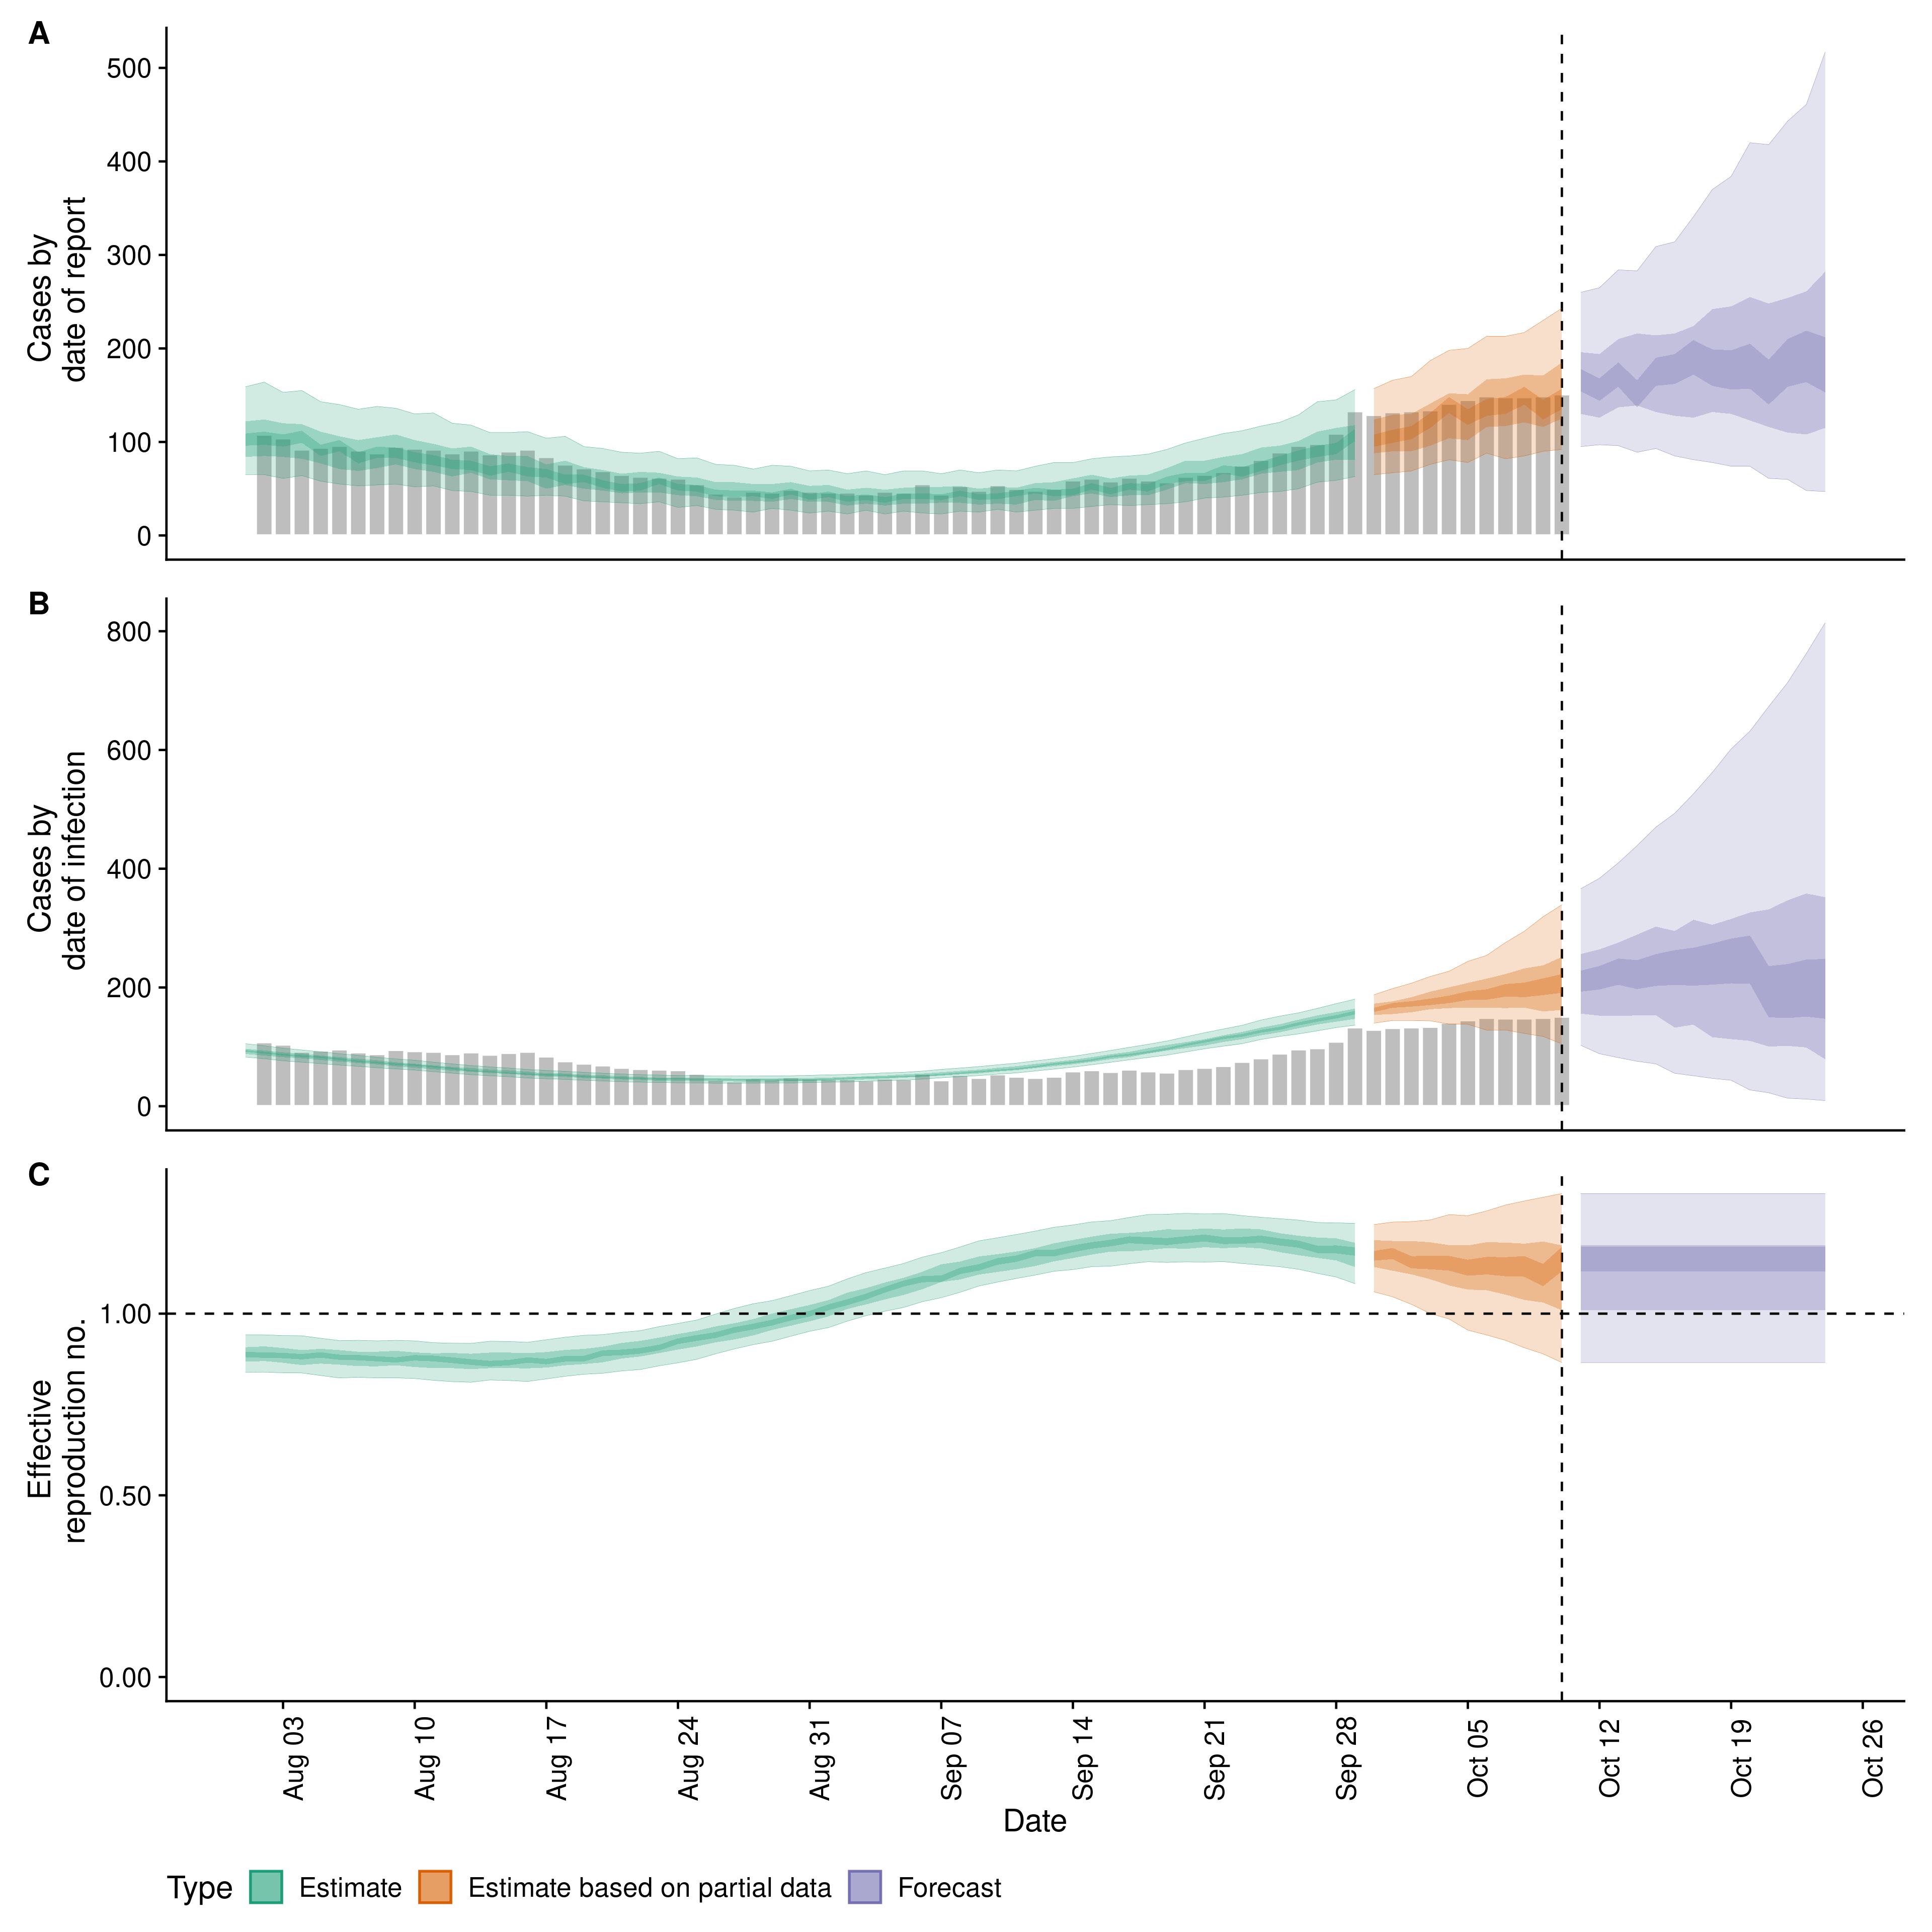 A
500
400
300
200
100
0
Cases by
date of report
B
800
600
400
200
0
Cases by
date of infection
C
1.00
0.50
0.00
Effective
reproduction no.
Aug 03
Aug 10
Aug 17
Aug 24
Aug 31
Sep 07
Sep 14
Sep 21
Sep 28
Oct 05
Oct 12
Oct 19
Oct 26
Date
Type Estimate Estimate based on partial data Forecast